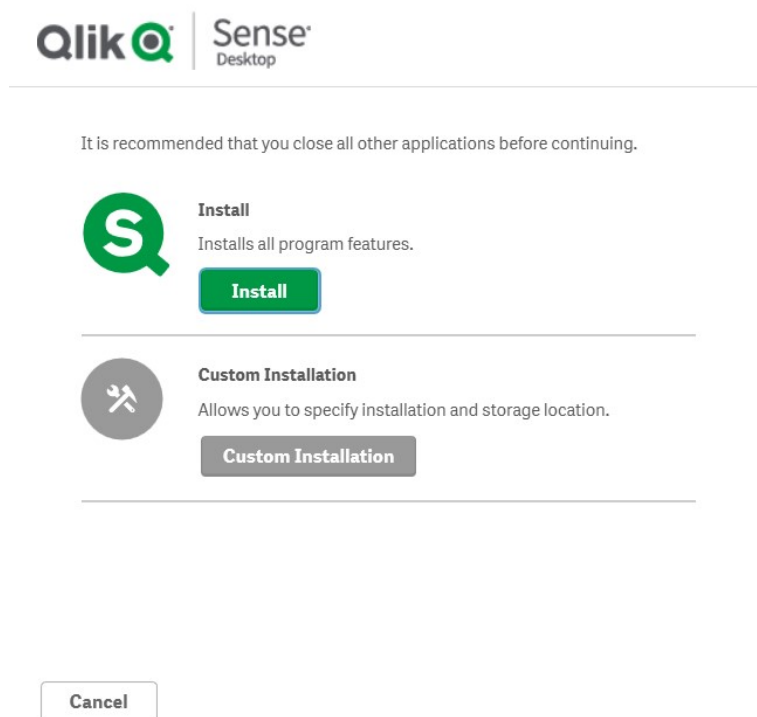 Qlik Sense
Desktop
It is recommended that you close all other applications before continuing.
S
Install
Installs all program features.
Install
Custom Installation
Allows you to specify installation and storage location.
Custom Installation
Cancel